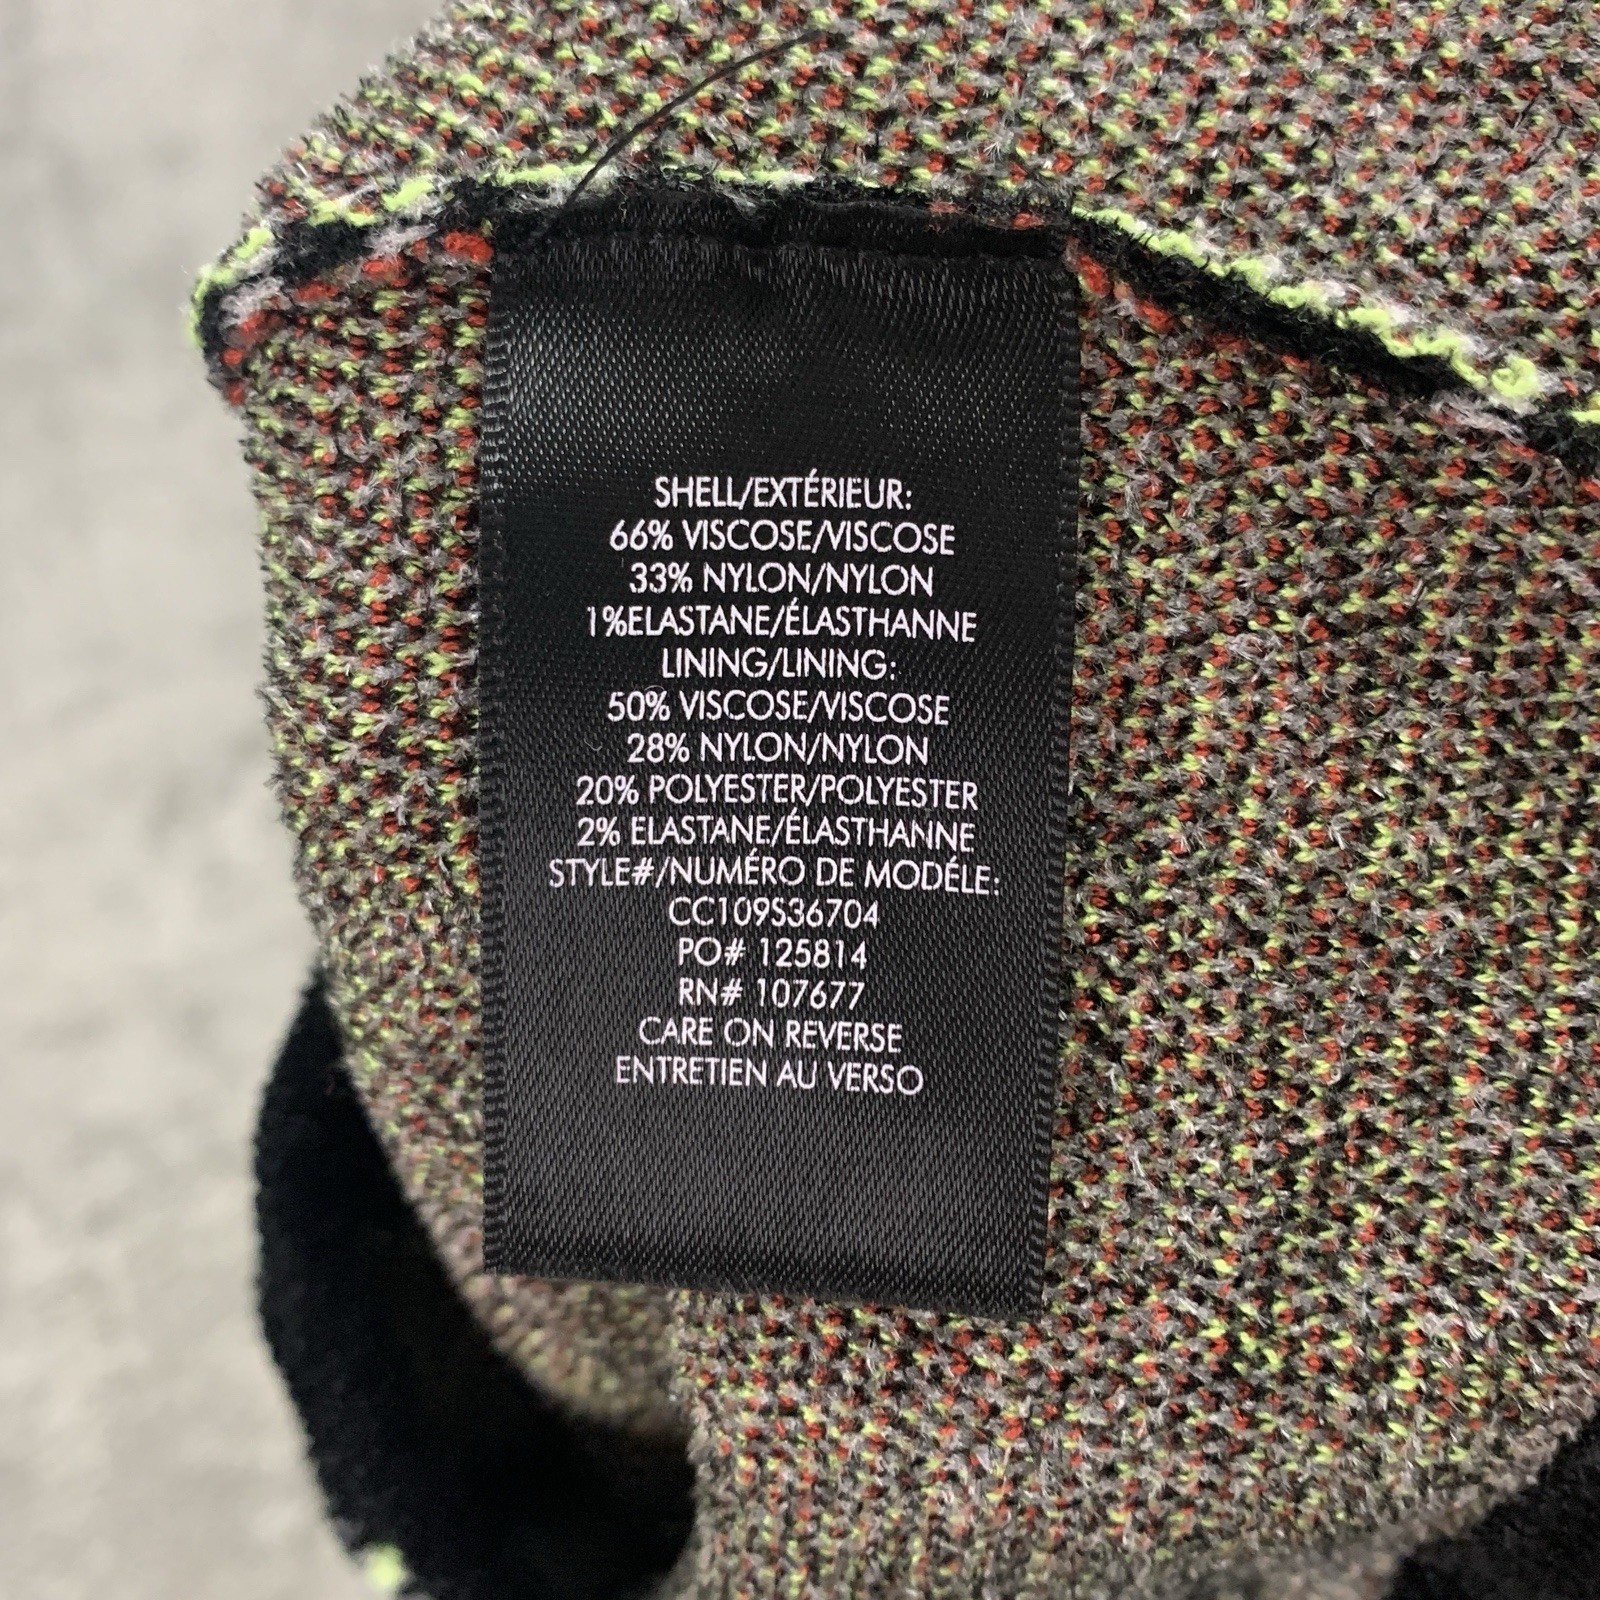 SHELL/EXTÉRIEUR:
66% VISCOSE/VISCOSE
33% NYLON/NYLON
1%ELASTANE/ÉLASTHANNE
LINING/LINING:
50% VISCOSE/VISCOSE
28% NYLON/NYLON
20% POLYESTER/POLYESTER
2% ELASTANE/ÉLASTHANNE
STYLE#/NUMÉRO DE MODÉLE:
CC109S36704
PO# 125814
RN# 107677
CARE ON REVERSE
ENTRETIEN AU VERSO